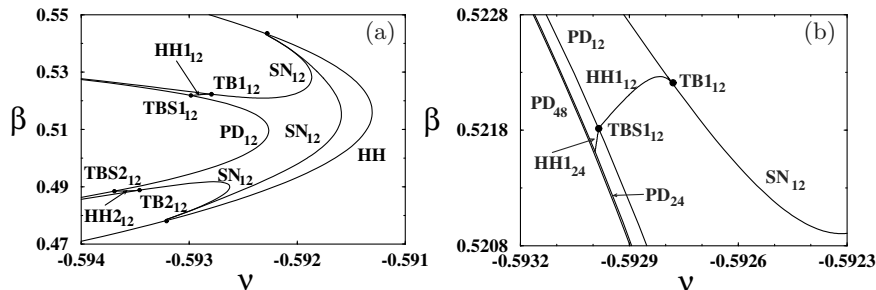 0.55
0.53
0.51
0.49
0.47
β
-0.594
-0.593
-0.592
-0.591
ν
(a)
HH1₁₂
TB1₁₂
SN₁₂
TBS1₁₂
PD₁₂
SN₁₂
HH
TBS2₁₂
SN₁₂
HH2₁₂
TB2₁₂
0.5228
0.5218
0.5208
β
-0.5932
-0.5929
-0.5926
-0.5923
ν
(b)
PD₁₂
HH1₁₂
TB1₁₂
PD₄₈
TBS1₁₂
HH1₂₄
PD₂₄
SN₁₂